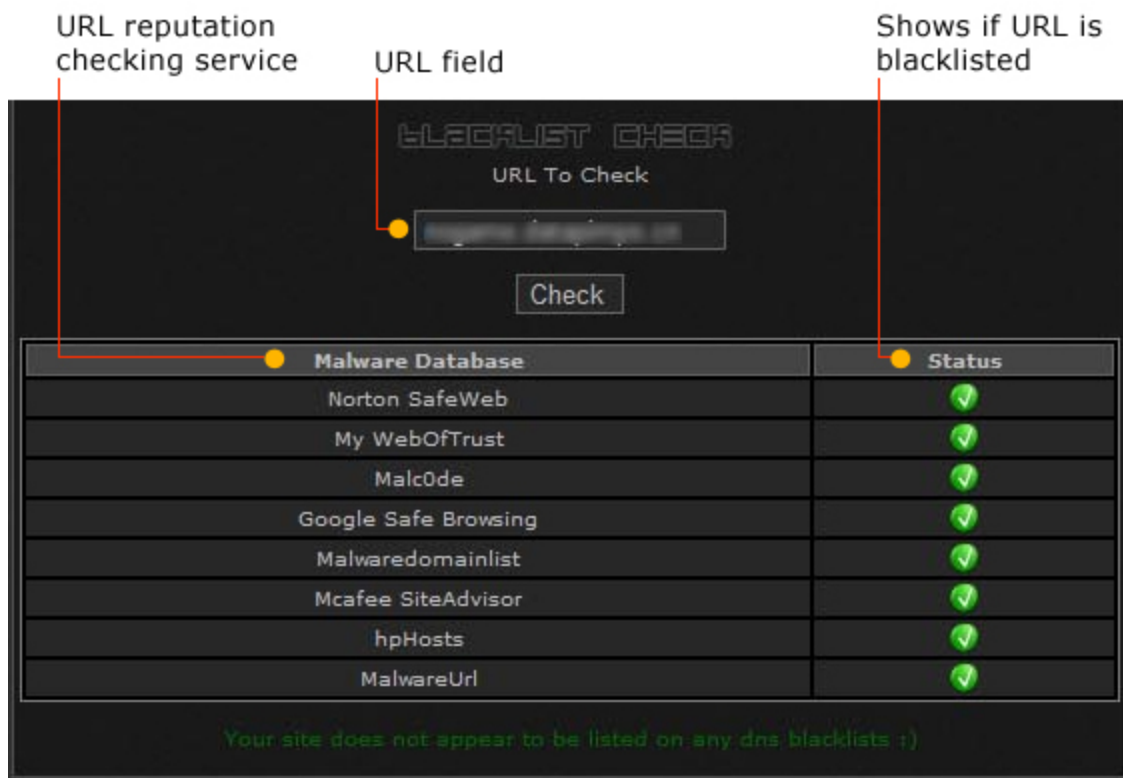 URL reputation
checking service
URL field
Shows if URL is
blacklisted
BLACKLIST CHECK
URL To Check
Check
Malware Database
Status
Norton SafeWeb
My WebOfTrust
Malc0de
Google Safe Browsing
Malwaredomainlist
Mcafee SiteAdvisor
hpHosts
MalwareUrl
Your site does not appear to be listed on any dns blacklists :)